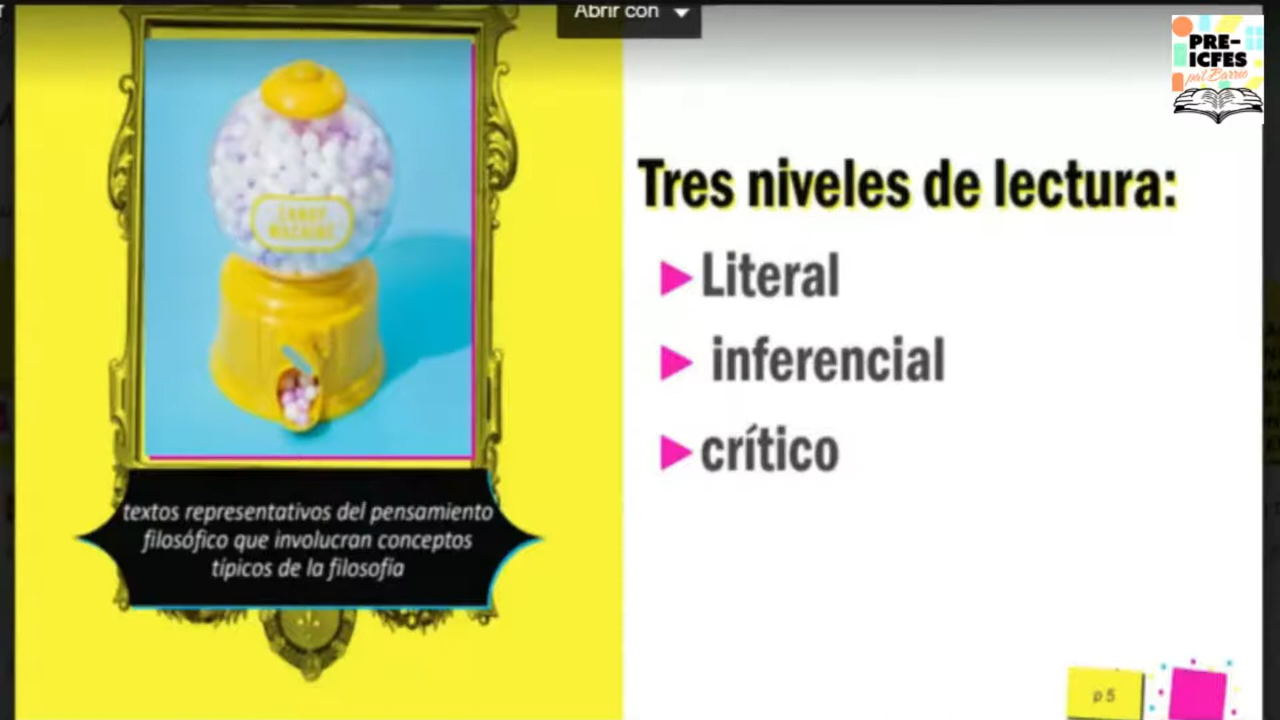 Abrir con
PRE-
ICFES
pal Barrio
Tres niveles de lectura:
Literal
inferencial
crítico
CANDY
MACHINE
textos representativos del pensamiento
filosófico que involucran conceptos
típicos de la filosofía
p 5